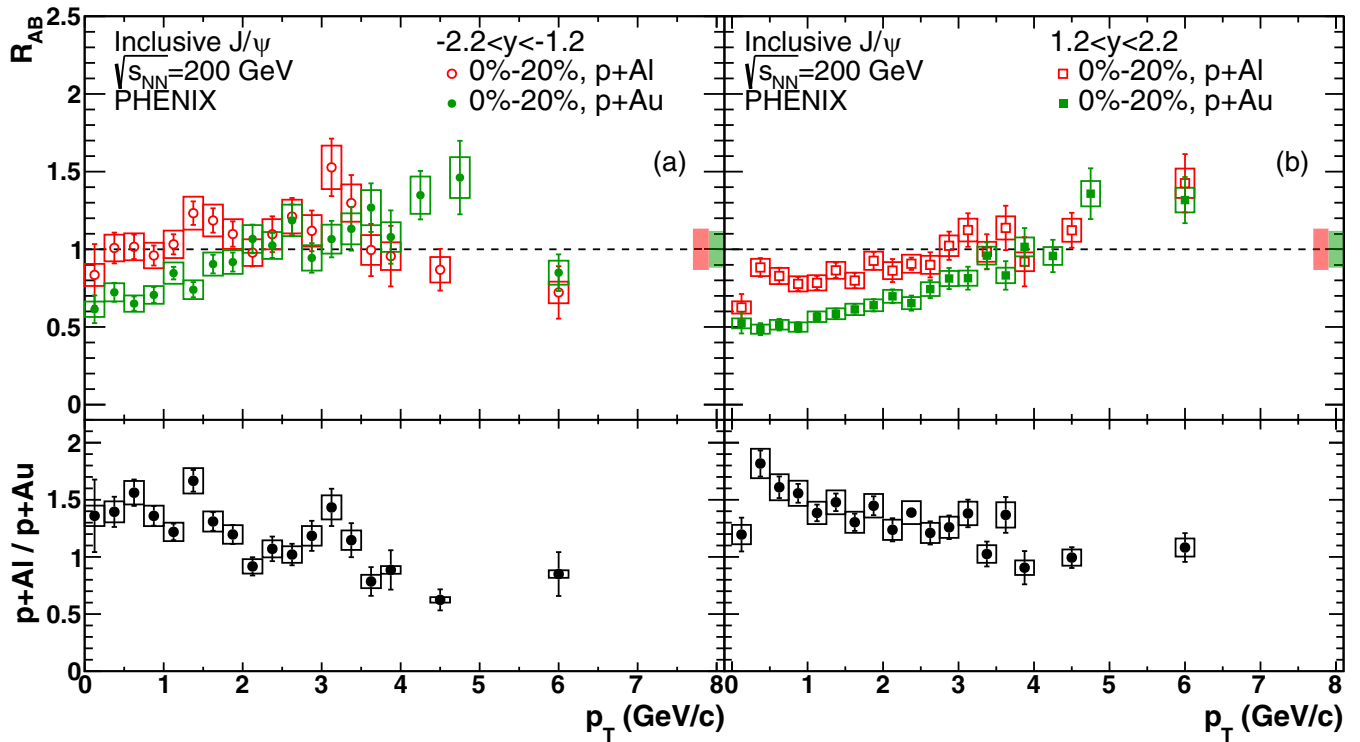 R_AB
2.5
2
1.5
1
0.5
0
Inclusive J/ψ
√s_NN=200 GeV
PHENIX
-2.2<y<-1.2
0%-20%, p+Al
0%-20%, p+Au
(a)
Inclusive J/ψ
√s_NN=200 GeV
PHENIX
1.2<y<2.2
0%-20%, p+Al
0%-20%, p+Au
(b)
p+Al / p+Au
2
1.5
1
0.5
0
0 1 2 3 4 5 6 7 80 1 2 3 4 5 6 7 8
p_T (GeV/c)
p_T (GeV/c)